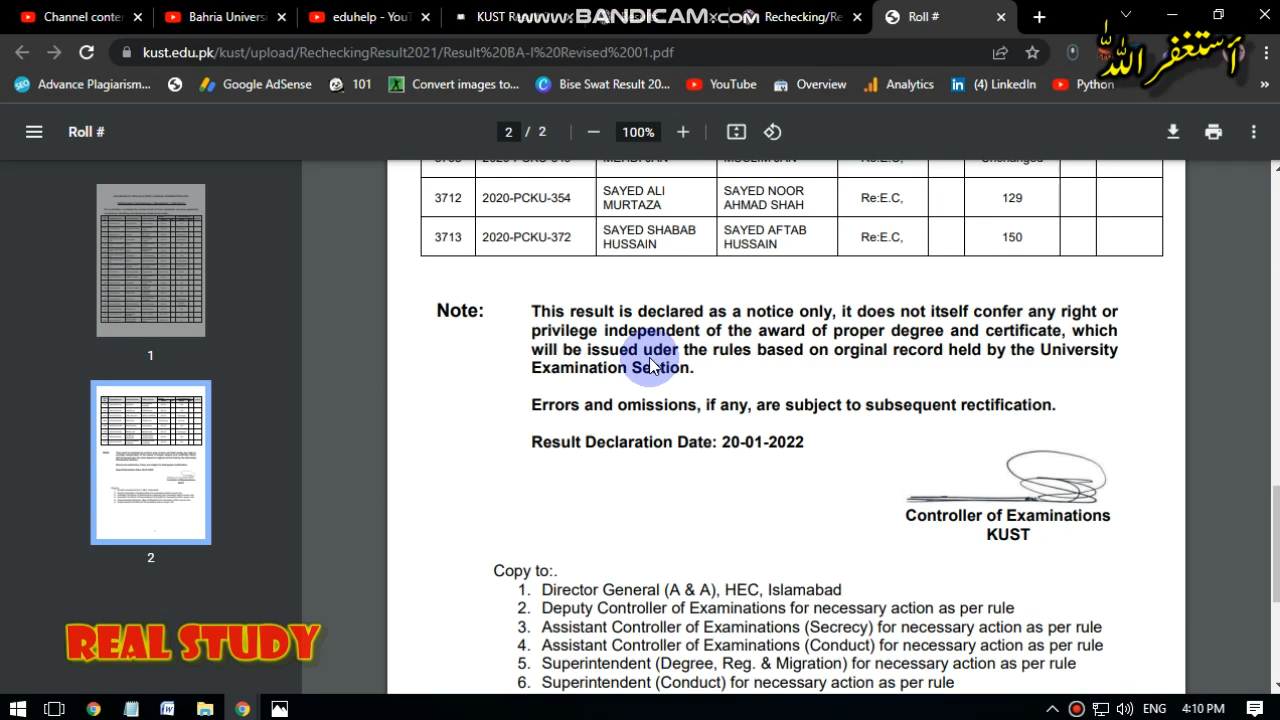 Channel conter
Bahria Univers
eduhelp - You
KUST Result 2
www.BANDICAM.com
Rechecking/Re
Roll #
kust.edu.pk/kust/upload/RecheckingResult2021/Result%20BA-I%20Revised%2001.pdf
أستغفر الله
Advance Plagiarism...
Google AdSense
101
Convert images to...
Bise Swat Result 20...
YouTube
Overview
Analytics
(4) LinkedIn
Python
»
Roll #
2 / 2
100%
3712 2020-PCKU-354 SAYED ALI MURTAZA SAYED NOOR AHMAD SHAH Re:E.C, 129
3713 2020-PCKU-372 SAYED SHABAB HUSSAIN SAYED AFTAB HUSSAIN Re:E.C, 150
Note: This result is declared as a notice only, it does not itself confer any right or
privilege independent of the award of proper degree and certificate, which
will be issued uder the rules based on orginal record held by the University
Examination Section.
Errors and omissions, if any, are subject to subsequent rectification.
Result Declaration Date: 20-01-2022
Controller of Examinations
KUST
Copy to:.
1. Director General (A & A), HEC, Islamabad
2. Deputy Controller of Examinations for necessary action as per rule
3. Assistant Controller of Examinations (Secrecy) for necessary action as per rule
4. Assistant Controller of Examinations (Conduct) for necessary action as per rule
5. Superintendent (Degree, Reg. & Migration) for necessary action as per rule
6. Superintendent (Conduct) for necessary action as per rule
1
2
REAL STUDY
ENG
4:10 PM